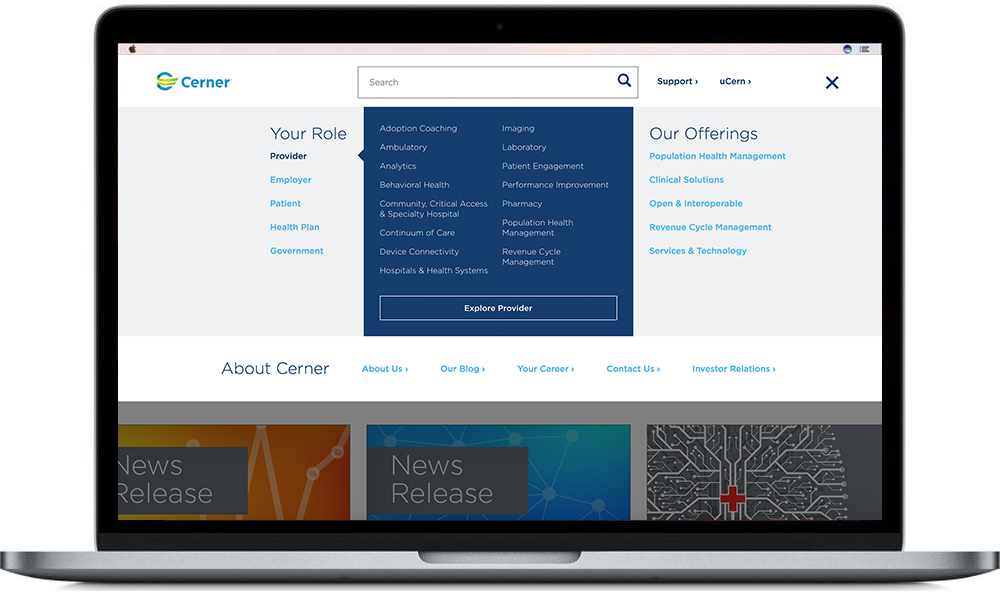 Cerner
Search
Support ›
uCern ›
Your Role
Provider
Employer
Patient
Health Plan
Government
Adoption Coaching
Ambulatory
Analytics
Behavioral Health
Community, Critical Access
& Specialty Hospital
Continuum of Care
Device Connectivity
Hospitals & Health Systems
Imaging
Laboratory
Patient Engagement
Performance Improvement
Pharmacy
Population Health
Management
Revenue Cycle
Management
Explore Provider
Our Offerings
Population Health Management
Clinical Solutions
Open & Interoperable
Revenue Cycle Management
Services & Technology
About Cerner
About Us ›
Our Blog ›
Your Career ›
Contact Us ›
Investor Relations ›
News
Release
News
Release